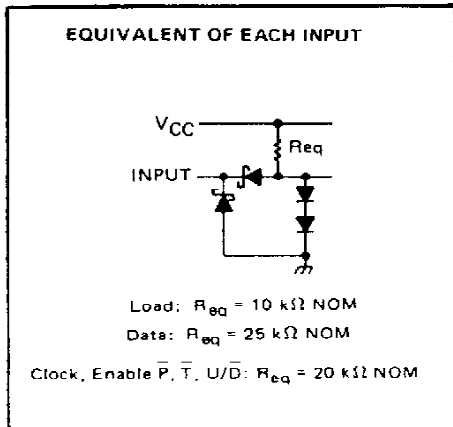 EQUIVALENT OF EACH INPUT
VCC
Req
INPUT
Load: Req = 10 kΩ NOM
Data: Req = 25 kΩ NOM
Clock, Enable P̅, T̅, U/D̅: Req = 20 kΩ NOM